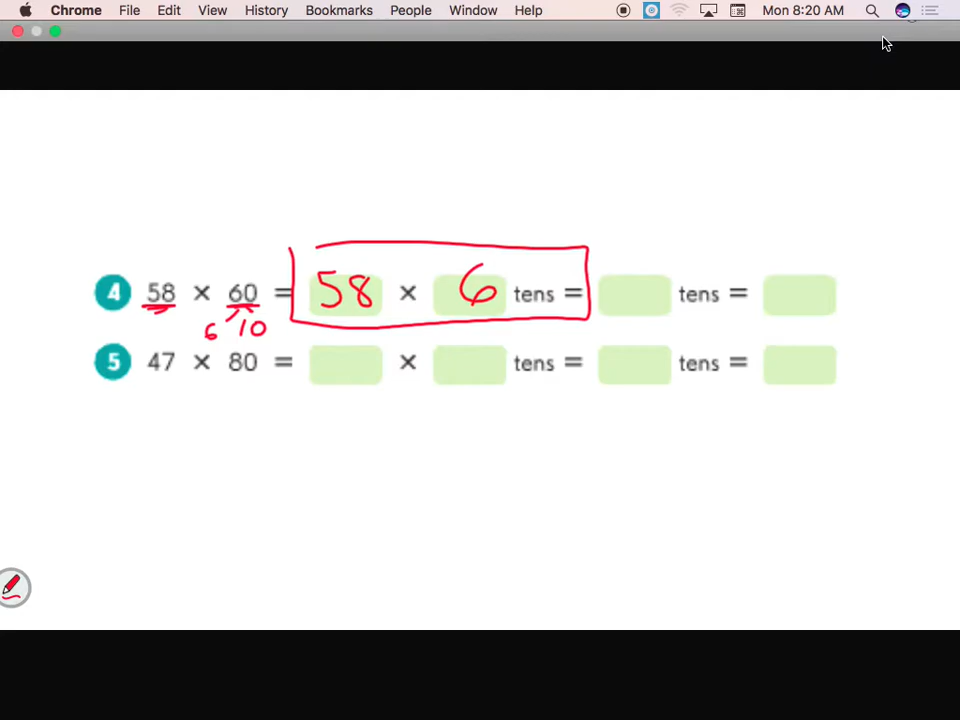 Chrome File Edit View History Bookmarks People Window Help Mon 8:20 AM
4 58 × 60 = 58 × 6 tens = tens =
6 10
5 47 × 80 = × tens = tens =